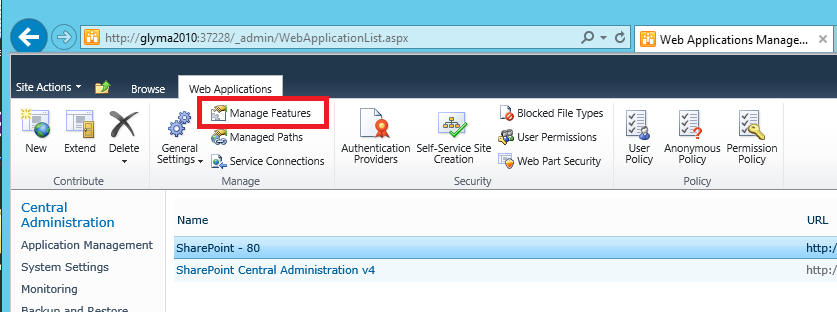 http://glyma2010:37228/_admin/WebApplicationList.aspx
Web Applications Manage...
Site Actions
Browse
Web Applications
New
Extend
Delete
General Settings
Manage Features
Managed Paths
Service Connections
Authentication Providers
Self-Service Site Creation
Blocked File Types
User Permissions
Web Part Security
User Policy
Anonymous Policy
Permission Policy
Contribute
Manage
Security
Policy
Central
Administration
Application Management
System Settings
Monitoring
Backup and Restore
Name
URL
SharePoint - 80
http:/
SharePoint Central Administration v4
http:/